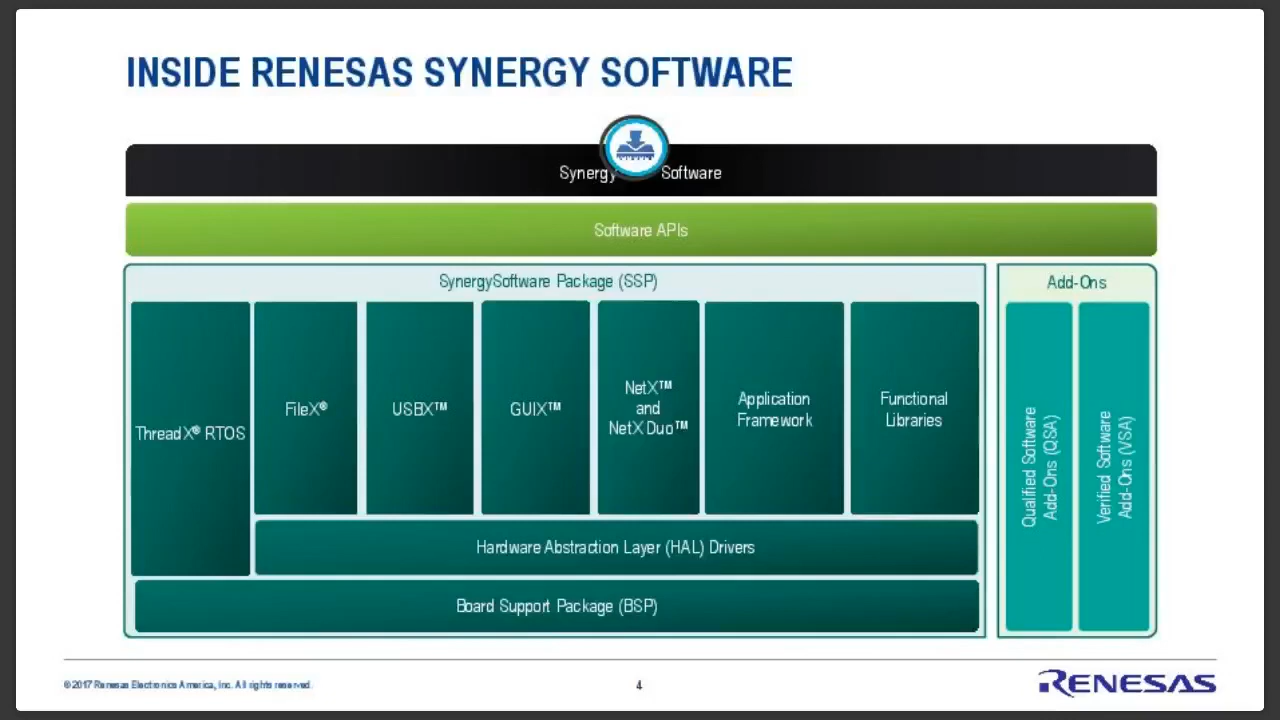 INSIDE RENESAS SYNERGY SOFTWARE
Synergy Software
Software APIs
SynergySoftware Package (SSP)
Add-Ons
ThreadX® RTOS
FileX®
USBX™
GUIX™
NetX™
and
NetX Duo™
Application
Framework
Functional
Libraries
Qualified Software
Add-Ons (QSA)
Verified Software
Add-Ons (VSA)
Hardware Abstraction Layer (HAL) Drivers
Board Support Package (BSP)
©2017 Renesas Electronics America, Inc. All rights reserved.
4
RENESAS